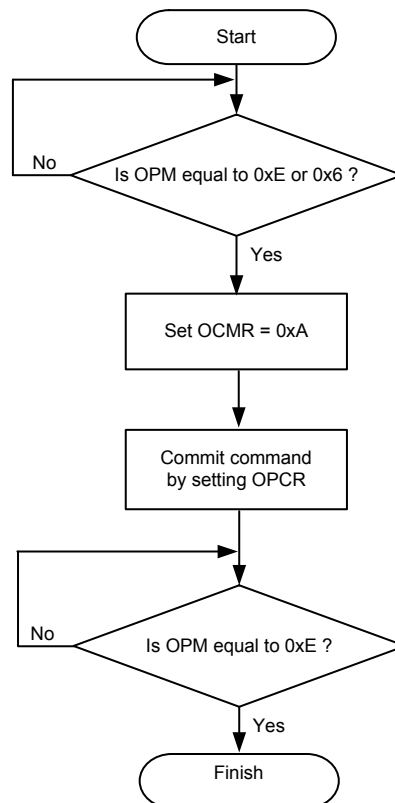 Start
No
Is OPM equal to 0xE or 0x6 ?
Yes
Set OCMR = 0xA
Commit command
by setting OPCR
No
Is OPM equal to 0xE ?
Yes
Finish